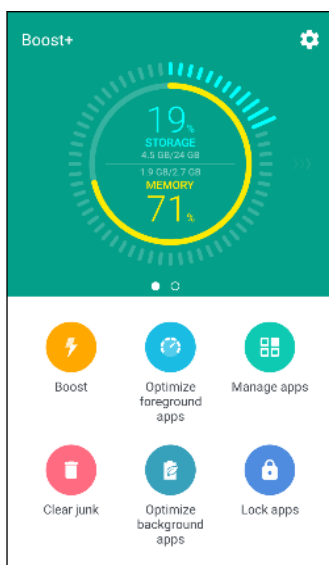 Boost+
19%
STORAGE
4.5 GB/24 GB
1.9 GB/2.7 GB
MEMORY
71%
Boost
Optimize
foreground
apps
Manage apps
Clear junk
Optimize
background
apps
Lock apps